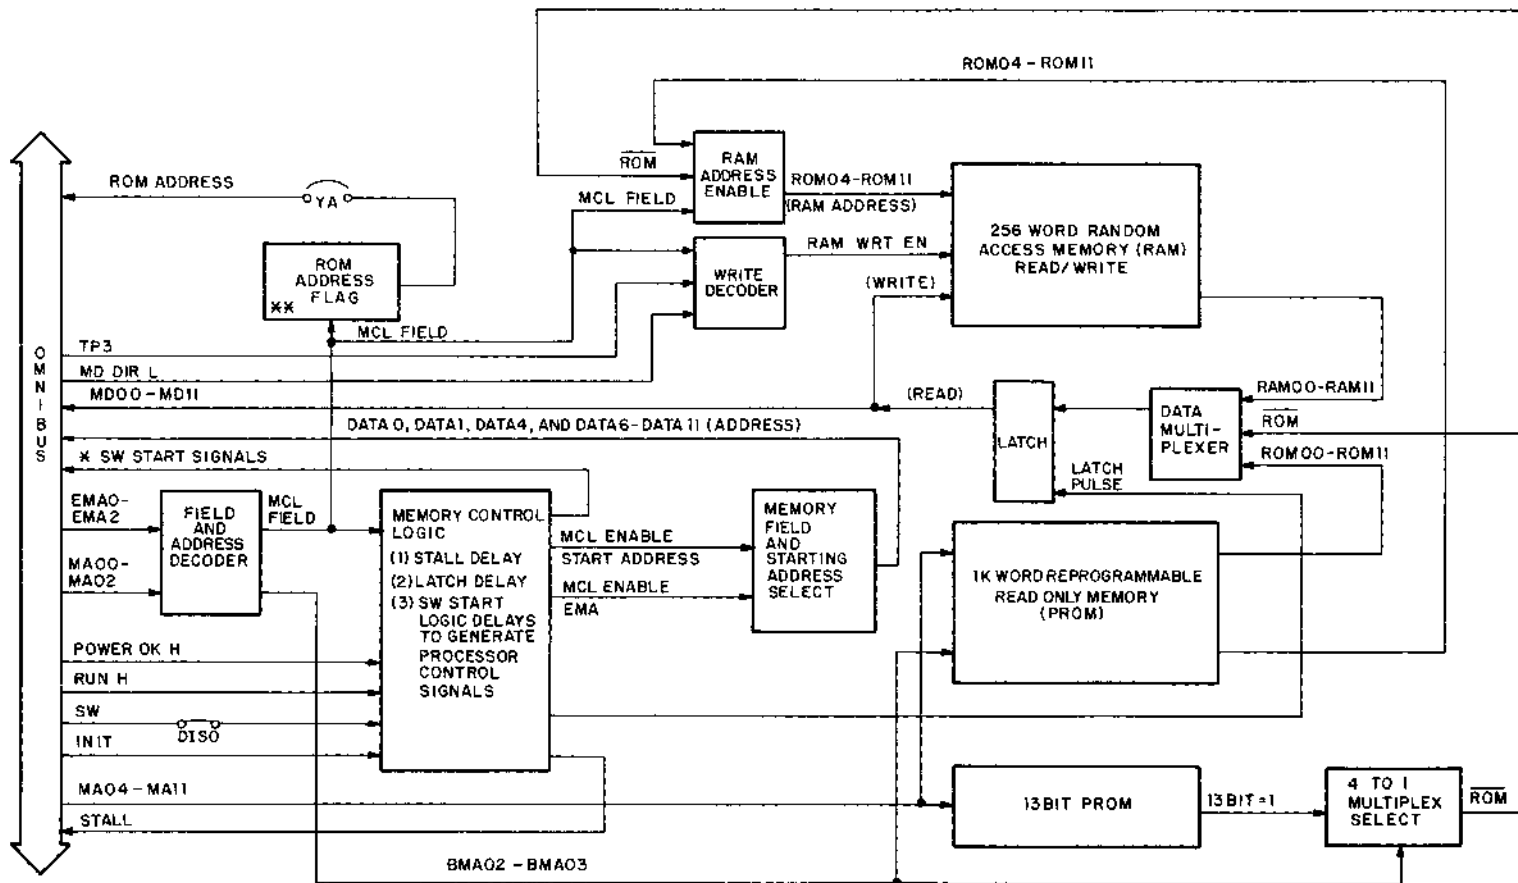 ROM04-ROM11
ROM ADDRESS
YA
ROM
MCL FIELD
RAM
ADDRESS
ENABLE
ROM04-ROM11
(RAM ADDRESS)
RAM WRT EN
(WRITE)
256 WORD RANDOM
ACCESS MEMORY (RAM)
READ/WRITE
ROM
ADDRESS
FLAG
**
WRITE
DECODER
MCL FIELD
OMNIBUS
TP3
MD DIR L
MD00-MD11
(READ)
RAM00-RAM11
DATA 0, DATA1, DATA4, AND DATA6-DATA11 (ADDRESS)
LATCH
DATA
MULTI-
PLEXER
ROM
ROM00-ROM11
* SW START SIGNALS
LATCH
PULSE
EMA0-
EMA2
FIELD
AND
ADDRESS
DECODER
MCL
FIELD
MA00-
MA02
MEMORY CONTROL
LOGIC
(1) STALL DELAY
(2) LATCH DELAY
(3) SW START
LOGIC DELAYS
TO GENERATE
PROCESSOR
CONTROL
SIGNALS
MCL ENABLE
START ADDRESS
MCL ENABLE
EMA
MEMORY
FIELD
AND
STARTING
ADDRESS
SELECT
1K WORD REPROGRAMMABLE
READ ONLY MEMORY
(PROM)
POWER OK H
RUN H
SW
DISO
INIT
MA04-MA11
STALL
13BIT PROM
13BIT=1
4 TO 1
MULTIPLEX
SELECT
ROM
BMA02-BMA03